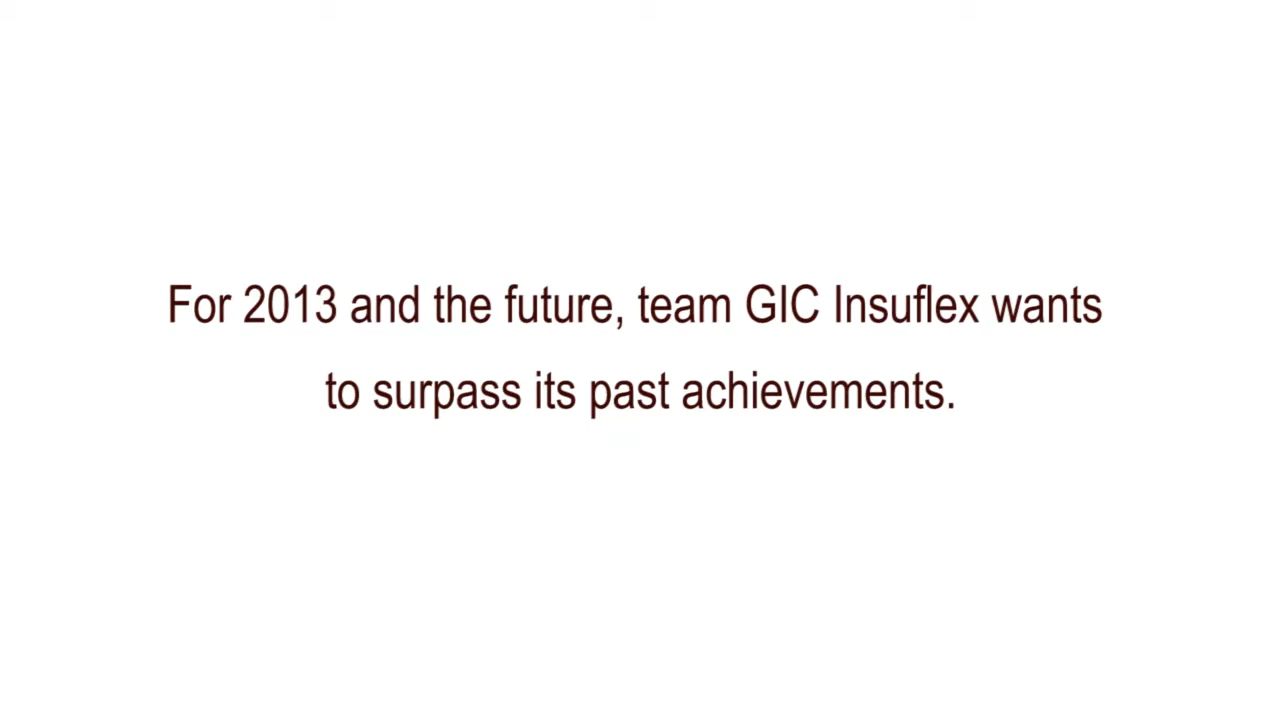 For 2013 and the future, team GIC Insuflex wants
to surpass its past achievements.